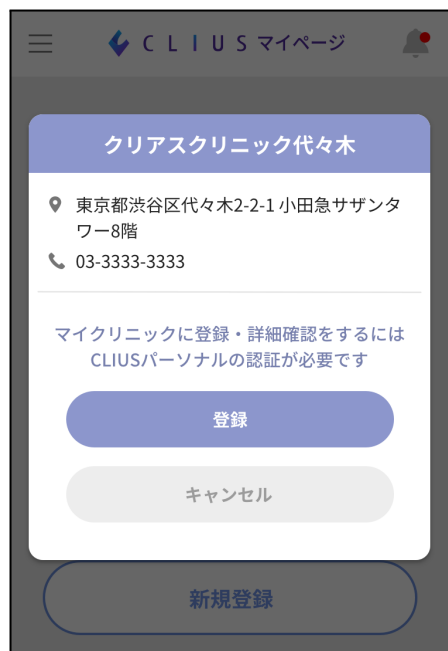 CLIUS マイページ
クリアスクリニック代々木
東京都渋谷区代々木2-2-1 小田急サザンタ
ワー8階
03-3333-3333
マイクリニックに登録・詳細確認をするには
CLIUSパーソナルの認証が必要です
登録
キャンセル
新規登録